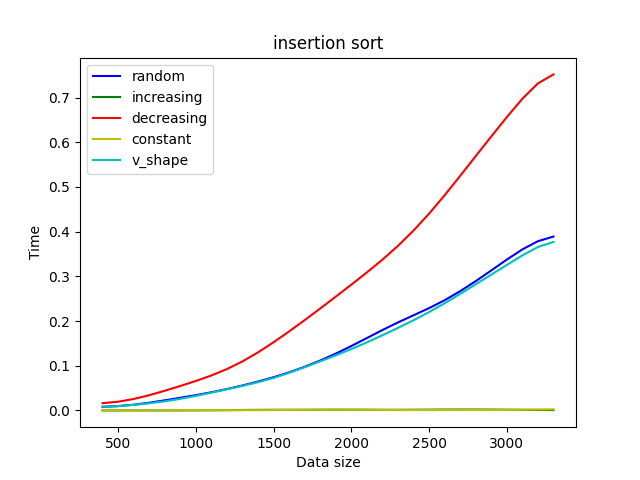 insertion sort
random
increasing
decreasing
constant
v_shape
Time
0.7
0.6
0.5
0.4
0.3
0.2
0.1
0.0
500 1000 1500 2000 2500 3000
Data size